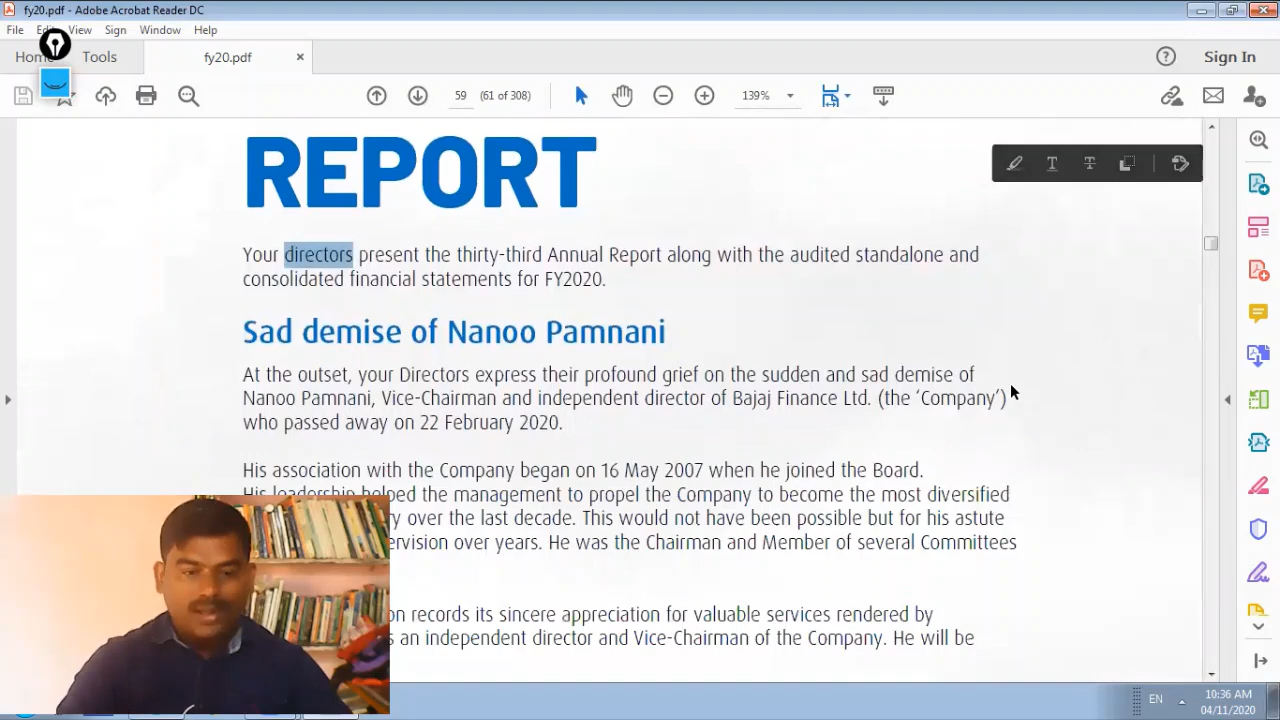 fy20.pdf - Adobe Acrobat Reader DC
File View Sign Window Help
Tools fy20.pdf × Sign In
59 (61 of 308) 139%
REPORT
Your directors present the thirty-third Annual Report along with the audited standalone and
consolidated financial statements for FY2020.
Sad demise of Nanoo Pamnani
At the outset, your Directors express their profound grief on the sudden and sad demise of
Nanoo Pamnani, Vice-Chairman and independent director of Bajaj Finance Ltd. (the ‘Company’)
who passed away on 22 February 2020.
His association with the Company began on 16 May 2007 when he joined the Board.
His leadership helped the management to propel the Company to become the most diversified
over the last decade. This would not have been possible but for his astute
over years. He was the Chairman and Member of several Committees
records its sincere appreciation for valuable services rendered by
an independent director and Vice-Chairman of the Company. He will be
EN 10:36 AM
04/11/2020